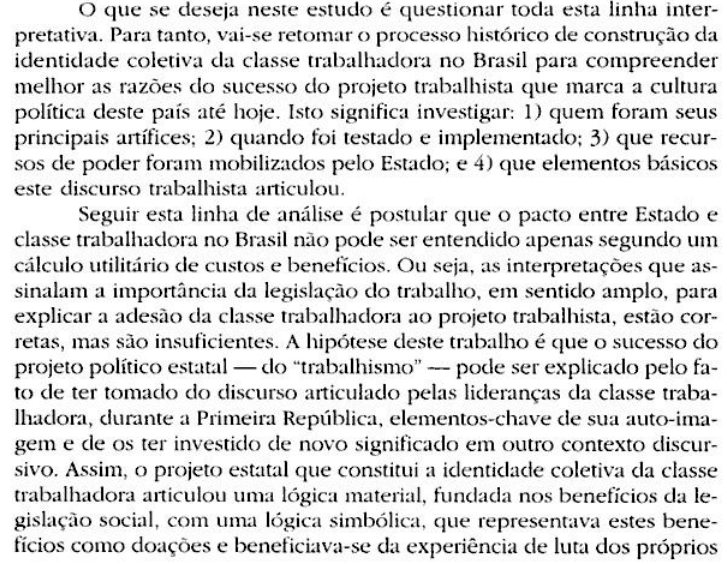 O que se deseja neste estudo é questionar toda esta linha inter-
pretativa. Para tanto, vai-se retomar o processo histórico de construção da
identidade coletiva da classe trabalhadora no Brasil para compreender
melhor as razões do sucesso do projeto trabalhista que marca a cultura
política deste país até hoje. Isto significa investigar: 1) quem foram seus
principais artífices; 2) quando foi testado e implementado; 3) que recur-
sos de poder foram mobilizados pelo Estado; e 4) que elementos básicos
este discurso trabalhista articulou.
Seguir esta linha de análise é postular que o pacto entre Estado e
classe trabalhadora no Brasil não pode ser entendido apenas segundo um
cálculo utilitário de custos e benefícios. Ou seja, as interpretações que as-
sinalam a importância da legislação do trabalho, em sentido amplo, para
explicar a adesão da classe trabalhadora ao projeto trabalhista, estão cor-
retas, mas são insuficientes. A hipótese deste trabalho é que o sucesso do
projeto político estatal — do “trabalhismo” — pode ser explicado pelo fa-
to de ter tomado do discurso articulado pelas lideranças da classe traba-
lhadora, durante a Primeira República, elementos-chave de sua auto-ima-
gem e de os ter investido de novo significado em outro contexto discur-
sivo. Assim, o projeto estatal que constitui a identidade coletiva da classe
trabalhadora articulou uma lógica material, fundada nos benefícios da le-
gislação social, com uma lógica simbólica, que representava estes bene-
fícios como doações e beneficiava-se da experiência de luta dos próprios